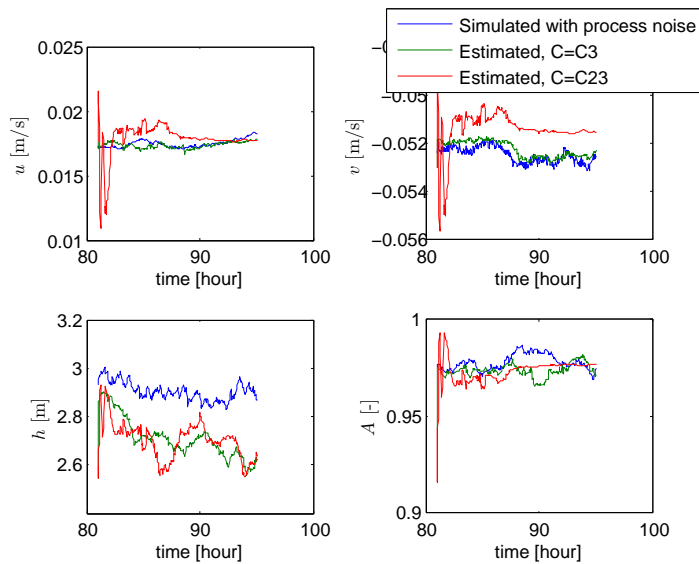 Simulated with process noise
Estimated, C=C3
Estimated, C=C23
0.025
0.02
0.015
0.01
u [m/s]
80 90 100
time [hour]
−0.05
−0.052
−0.054
−0.056
v [m/s]
80 90 100
time [hour]
3.2
3
2.8
2.6
h [m]
80 90 100
time [hour]
1
0.95
0.9
A [-]
80 90 100
time [hour]